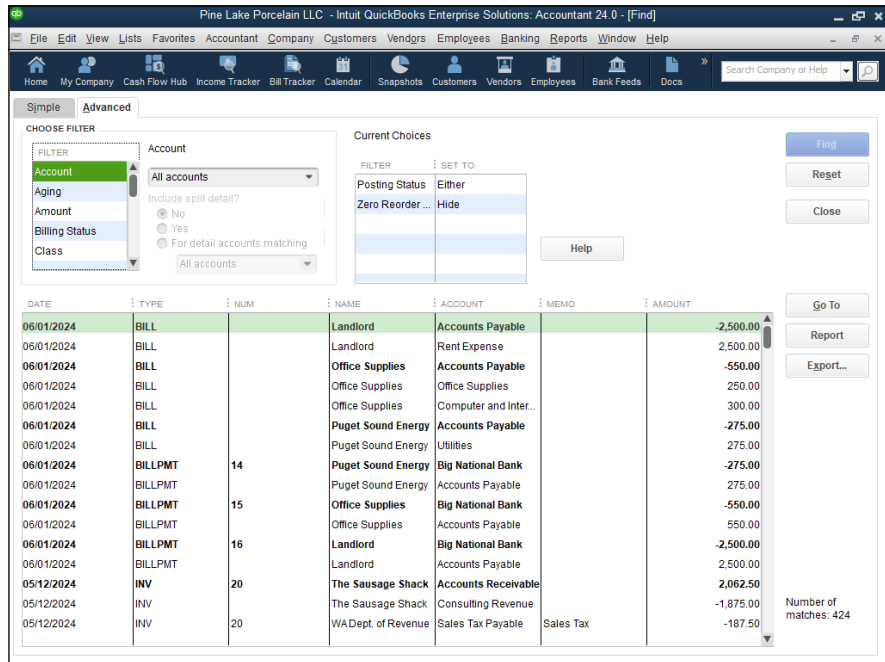 qb Pine Lake Porcelain LLC - Intuit QuickBooks Enterprise Solutions: Accountant 24.0 - [Find]
File Edit View Lists Favorites Accountant Company Customers Vendors Employees Banking Reports Window Help
Home My Company Cash Flow Hub Income Tracker Bill Tracker Calendar Snapshots Customers Vendors Employees Bank Feeds Docs » Search Company or Help
31
Simple Advanced
CHOOSE FILTER
FILTER
Account
Aging
Amount
Billing Status
Class
Account
All accounts
Include split detail?
No
Yes
For detail accounts matching
All accounts
Current Choices
FILTER SET TO
Posting Status Either
Zero Reorder ... Hide
Help
Find
Reset
Close
DATE TYPE NUM NAME ACCOUNT MEMO AMOUNT
06/01/2024 BILL Landlord Accounts Payable -2,500.00
06/01/2024 BILL Landlord Rent Expense 2,500.00
06/01/2024 BILL Office Supplies Accounts Payable -550.00
06/01/2024 BILL Office Supplies Office Supplies 250.00
06/01/2024 BILL Office Supplies Computer and Inter... 300.00
06/01/2024 BILL Puget Sound Energy Accounts Payable -275.00
06/01/2024 BILL Puget Sound Energy Utilities 275.00
06/01/2024 BILLPMT 14 Puget Sound Energy Big National Bank -275.00
06/01/2024 BILLPMT Puget Sound Energy Accounts Payable 275.00
06/01/2024 BILLPMT 15 Office Supplies Big National Bank -550.00
06/01/2024 BILLPMT Office Supplies Accounts Payable 550.00
06/01/2024 BILLPMT 16 Landlord Big National Bank -2,500.00
06/01/2024 BILLPMT Landlord Accounts Payable 2,500.00
05/12/2024 INV 20 The Sausage Shack Accounts Receivable 2,062.50
05/12/2024 INV The Sausage Shack Consulting Revenue -1,875.00
05/12/2024 INV 20 WA Dept. of Revenue Sales Tax Payable Sales Tax -187.50
Go To
Report
Export...
Number of
matches: 424